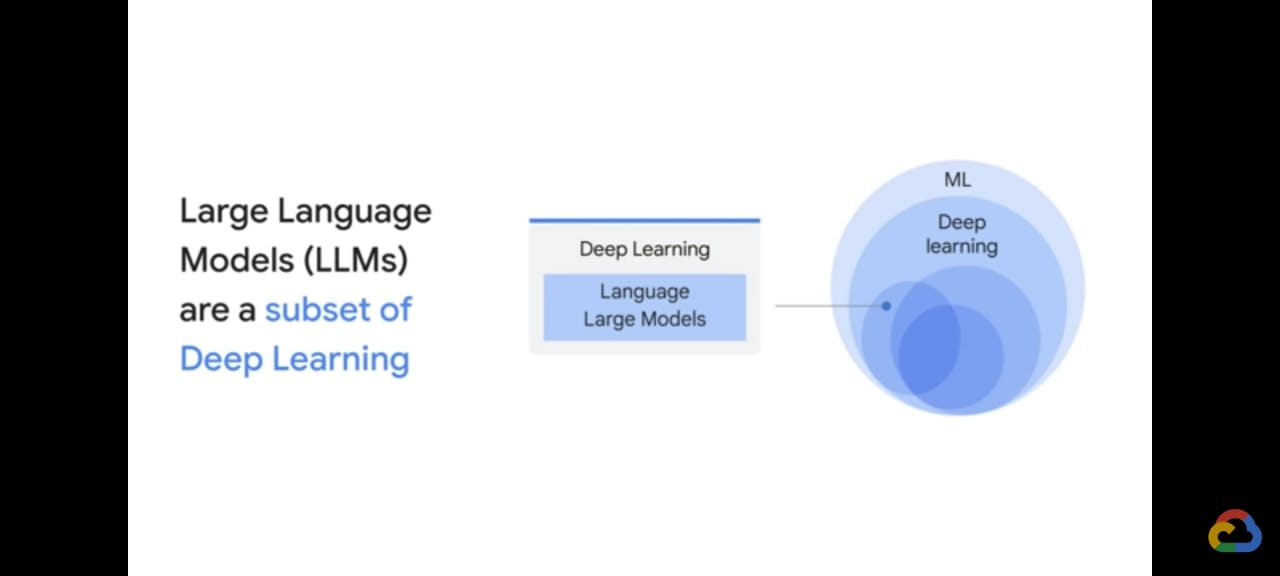 Large Language
Models (LLMs)
are a subset of
Deep Learning
Deep Learning
Language
Large Models
ML
Deep
learning